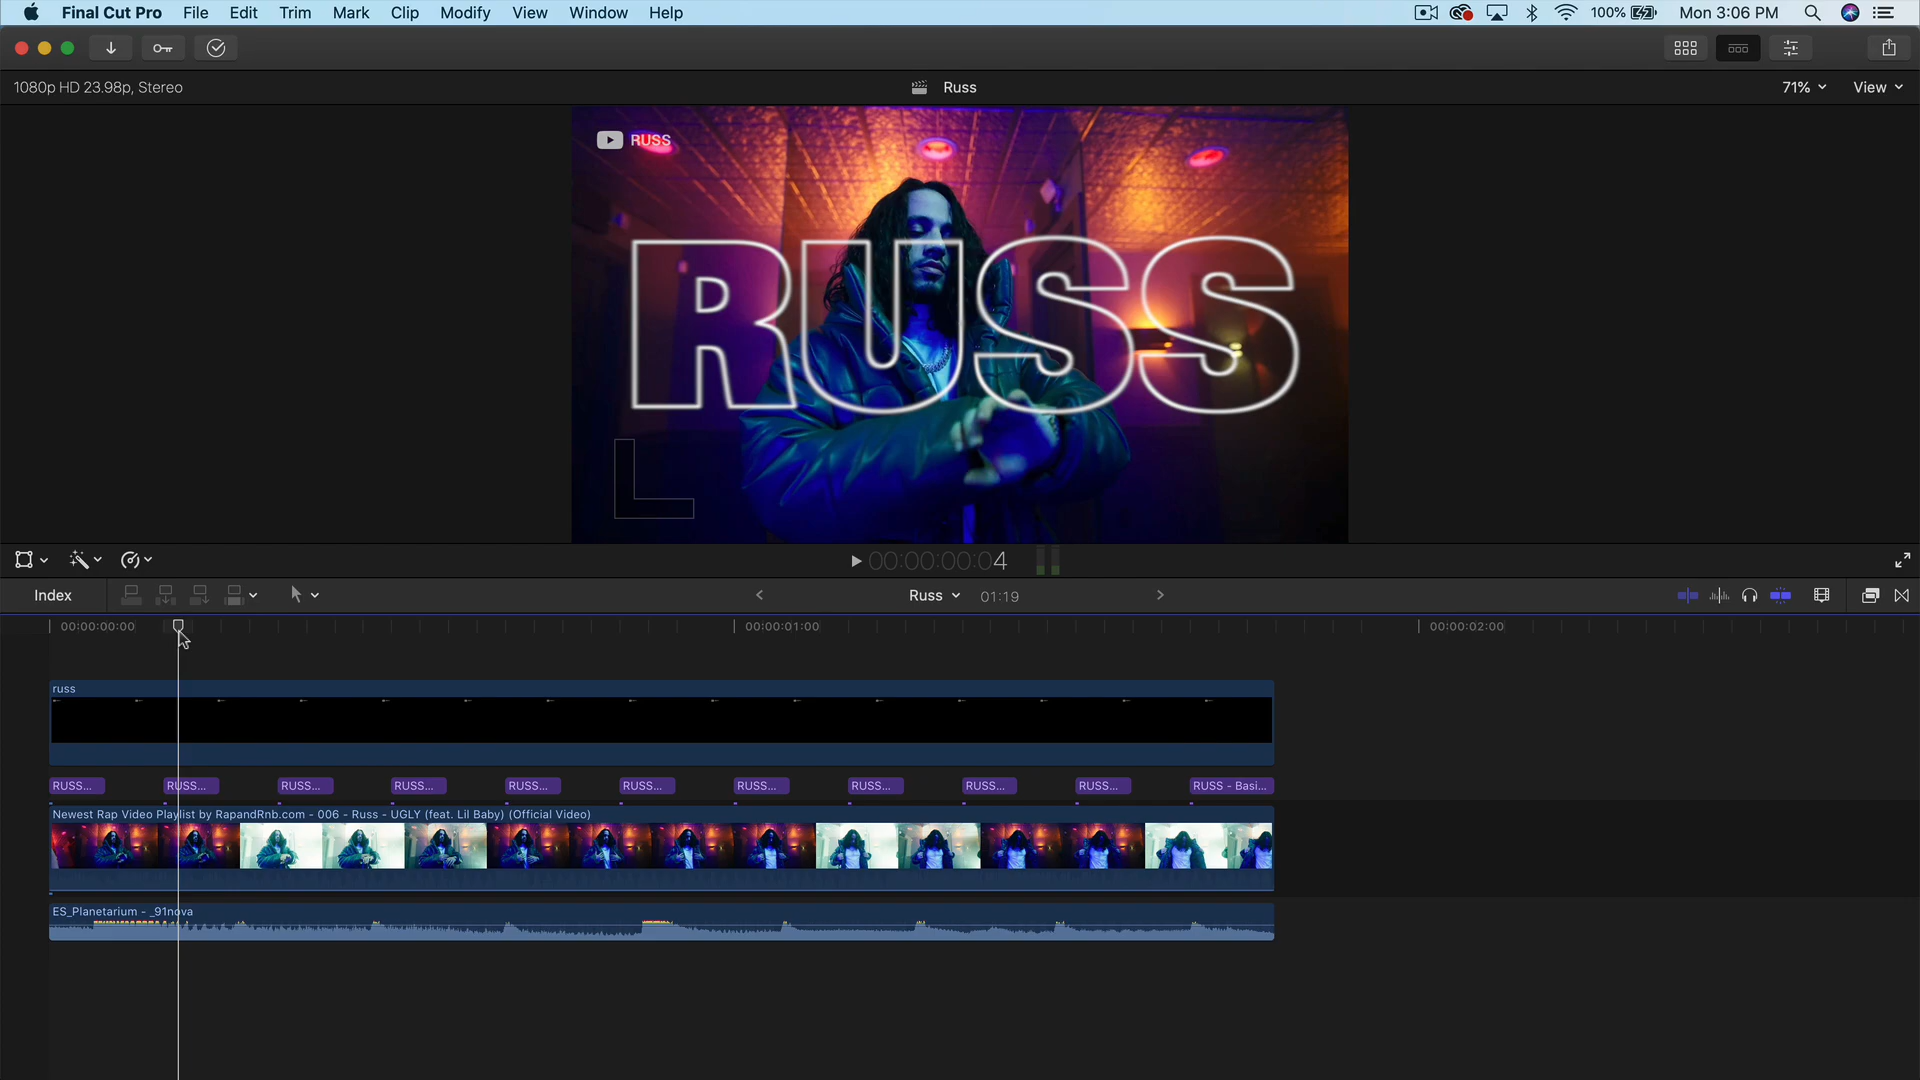 Final Cut Pro File Edit Trim Mark Clip Modify View Window Help 100% Mon 3:06 PM
1080p HD 23.98p, Stereo Russ 71% View
RUSS
RUSS
00:00:00:04
Index Russ 01:19
00:00:00:00 00:00:01:00 00:00:02:00
russ
RUSS... RUSS... RUSS... RUSS... RUSS... RUSS... RUSS... RUSS... RUSS... RUSS... RUSS - Basi...
Newest Rap Video Playlist by RapandRnb.com - 006 - Russ - UGLY (feat. Lil Baby) (Official Video)
ES_Planetarium - _91nova